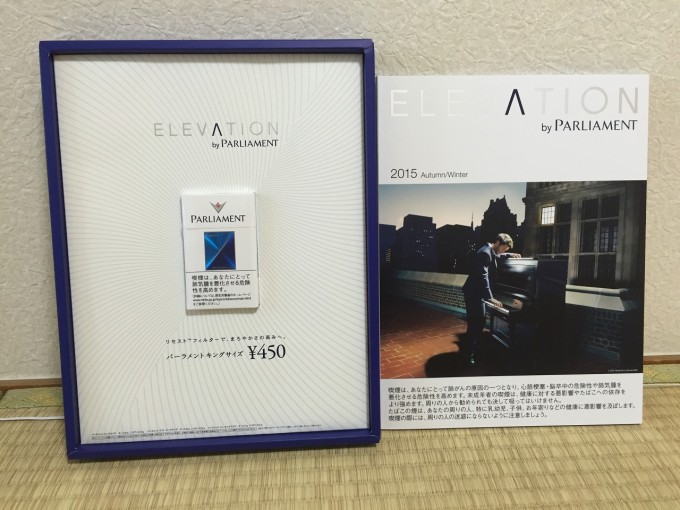 ELEVATION
by PARLIAMENT
PARLIAMENT
喫煙は、あなたにとって
肺気腫を悪化させる危険
性を高めます。
リセスト™フィルターで、まろやかさの高みへ。
パーラメントキングサイズ ¥450
ELEVATION
by PARLIAMENT
2015 Autumn/Winter
喫煙は、あなたにとって肺がんの原因の一つとなり、心筋梗塞・脳卒中の危険性や肺気腫を
悪化させる危険性を高めます。未成年者の喫煙は、健康に対する悪影響やたばこへの依存を
より強めます。周りの人から勧められても決して吸ってはいけません。
たばこの煙は、あなたの周りの人、特に乳幼児、子供、お年寄りなどの健康に悪影響を及ぼします。
喫煙の際には、周りの人の迷惑にならないように注意しましょう。